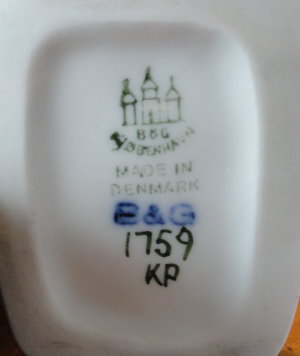 B&G
KJØBENHAVN
MADE IN
DENMARK
B&G
1759
KP